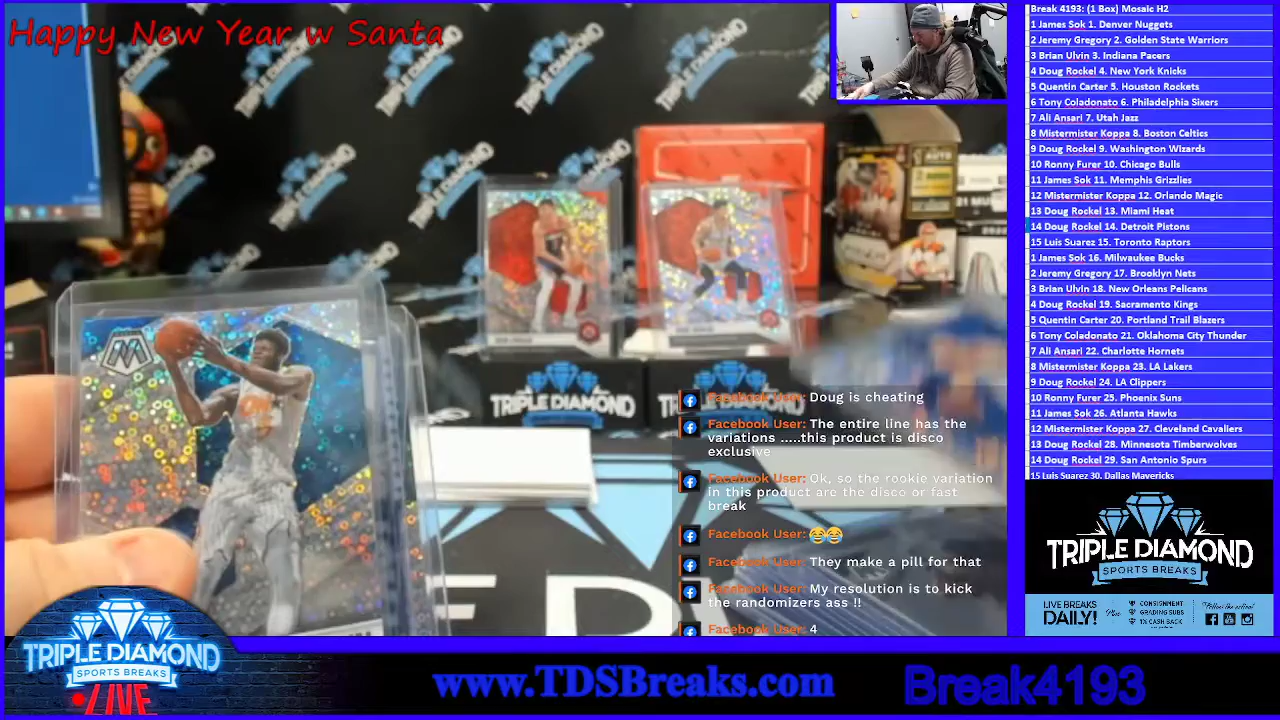 Happy New Year w Santa
Break 4193: (1 Box) Mosaic H2
1 James Sok 1. Denver Nuggets
2 Jeremy Gregory 2. Golden State Warriors
3 Brian Ulvin 3. Indiana Pacers
4 Doug Rockel 4. New York Knicks
5 Quentin Carter 5. Houston Rockets
6 Tony Coladonato 6. Philadelphia Sixers
7 Ali Ansari 7. Utah Jazz
8 Mistermister Koppa 8. Boston Celtics
9 Doug Rockel 9. Washington Wizards
10 Ronny Furer 10. Chicago Bulls
11 James Sok 11. Memphis Grizzlies
12 Mistermister Koppa 12. Orlando Magic
13 Doug Rockel 13. Miami Heat
14 Doug Rockel 14. Detroit Pistons
15 Luis Suarez 15. Toronto Raptors
1 James Sok 16. Milwaukee Bucks
2 Jeremy Gregory 17. Brooklyn Nets
3 Brian Ulvin 18. New Orleans Pelicans
4 Doug Rockel 19. Sacramento Kings
5 Quentin Carter 20. Portland Trail Blazers
6 Tony Coladonato 21. Oklahoma City Thunder
7 Ali Ansari 22. Charlotte Hornets
8 Mistermister Koppa 23. LA Lakers
9 Doug Rockel 24. LA Clippers
10 Ronny Furer 25. Phoenix Suns
11 James Sok 26. Atlanta Hawks
12 Mistermister Koppa 27. Cleveland Cavaliers
13 Doug Rockel 28. Minnesota Timberwolves
14 Doug Rockel 29. San Antonio Spurs
15 Luis Suarez 30. Dallas Mavericks
TRIPLE DIAMOND
TRIPLE DIAMOND
Facebook User: Doug is cheating
Facebook User: The entire line has the
variations .....this product is disco
exclusive
Facebook User: Ok, so the rookie variation
in this product are the disco or fast
break
Facebook User: 😂😂
Facebook User: They make a pill for that
Facebook User: My resolution is to kick
the randomizers ass !!
Facebook User: 4
TRIPLE DIAMOND
SPORTS BREAKS
LIVE BREAKS
DAILY!
Plus
CONSIGNMENT
GRADING SUBS
1% CASH BACK
Follow the action!
TRIPLE DIAMOND
SPORTS BREAKS
LIVE
www.TDSBreaks.com
Break4193